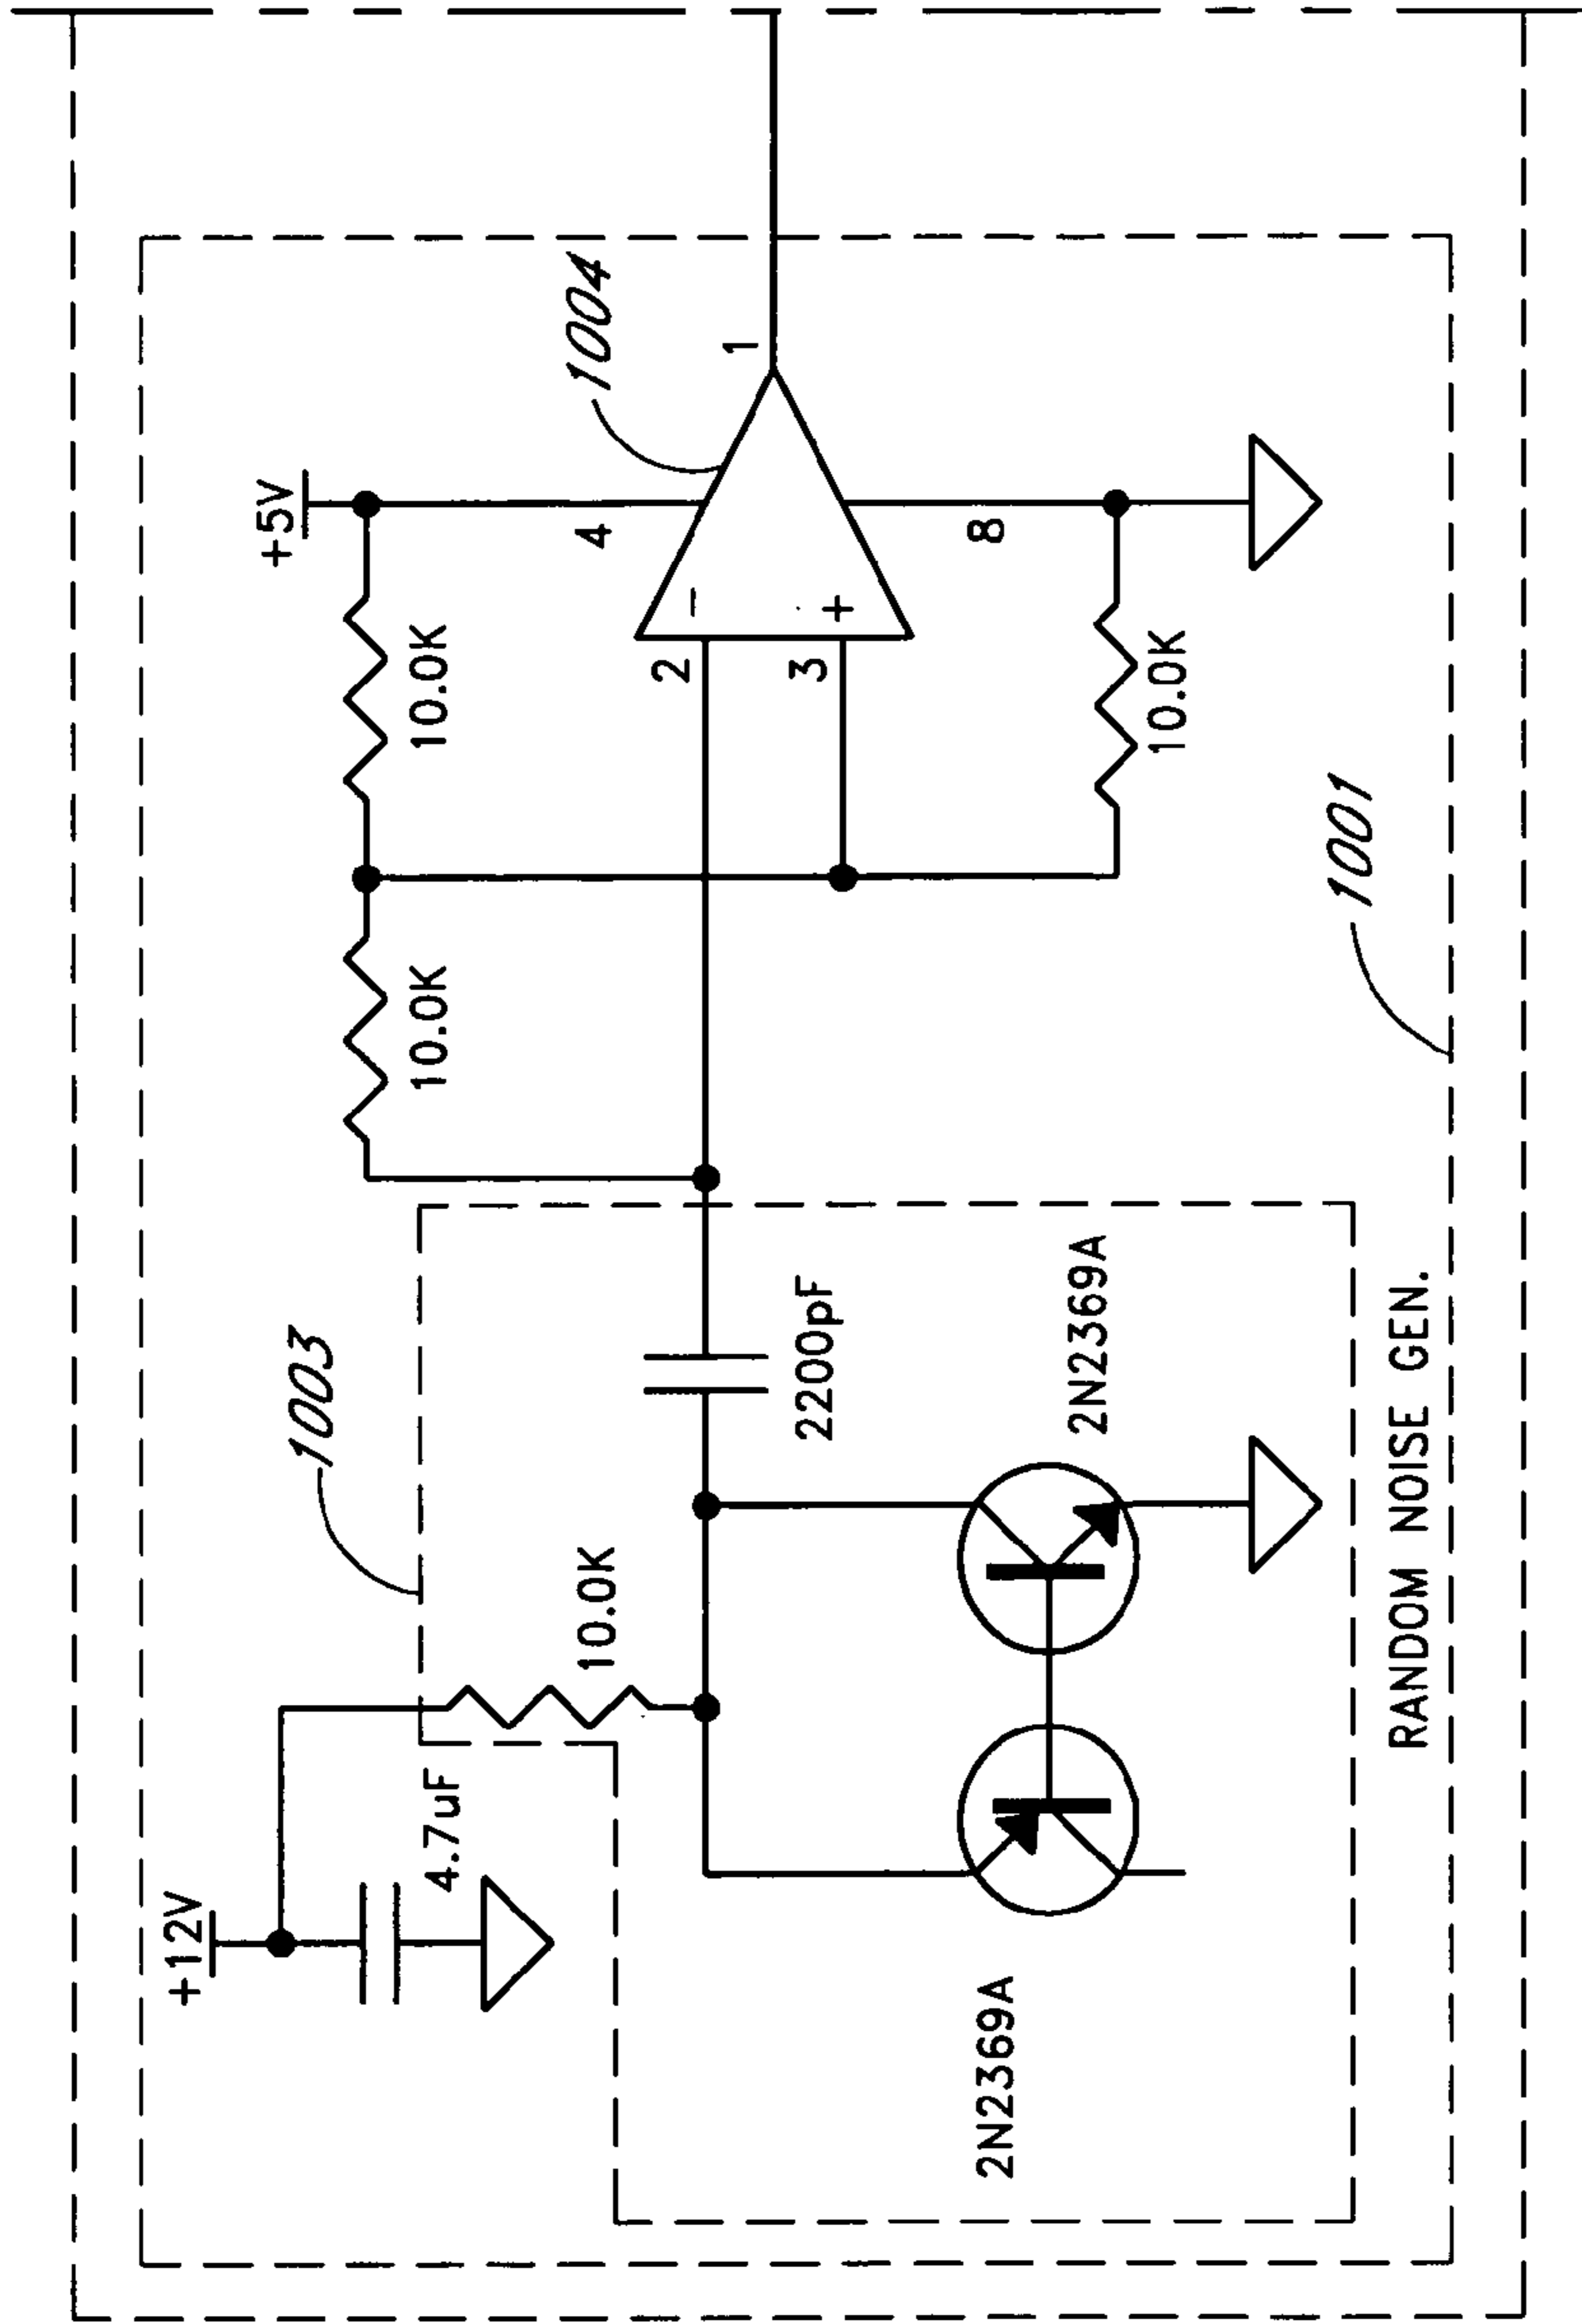 +12V
4.7uF
1003
10.0K
2N2369A
2N2369A
2200pF
10.0K
10.0K
+5V
4
1004
2
-
3
+
1
8
10.0K
1001
RANDOM NOISE GEN.